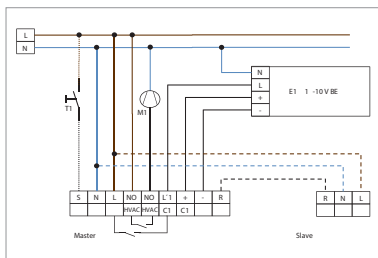 L
N
T1
M1
N
L
+
-
E1 1 -10 V BE
S N L NO NO L`1 + - R
HVAC HVAC C1 C1
R N L
Master
Slave